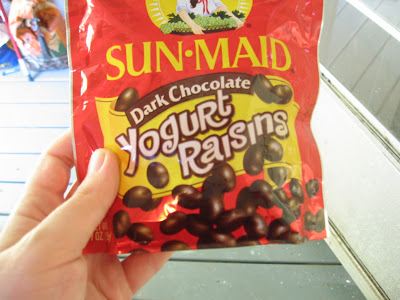 SUN·MAID
Dark Chocolate
Yogurt
Raisins